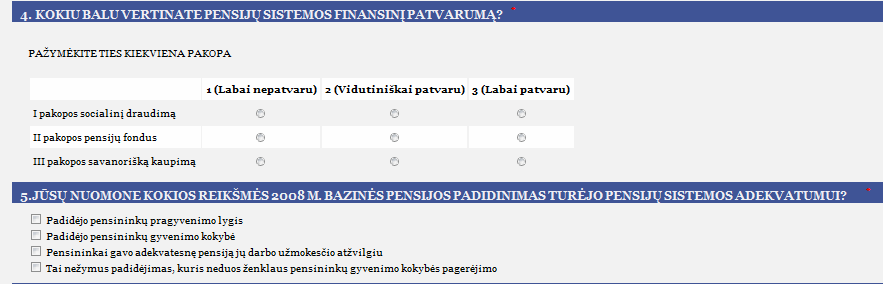 4. KOKIU BALU VERTINATE PENSIJŲ SISTEMOS FINANSINĮ PATVARUMĄ? *
PAŽYMĖKITE TIES KIEKVIENA PAKOPA
1 (Labai nepatvaru) 2 (Vidutiniškai patvaru) 3 (Labai patvaru)
I pakopos socialinį draudimą
II pakopos pensijų fondus
III pakopos savanorišką kaupimą
5.JŪSŲ NUOMONE KOKIOS REIKŠMĖS 2008 M. BAZINĖS PENSIJOS PADIDINIMAS TURĖJO PENSIJŲ SISTEMOS ADEKVATUMUI? *
Padidėjo pensininkų pragyvenimo lygis
Padidėjo pensininkų gyvenimo kokybė
Pensininkai gavo adekvatesnę pensiją jų darbo užmokesčio atžvilgiu
Tai nežymus padidėjimas, kuris neduos ženklaus pensininkų gyvenimo kokybės pagerėjimo